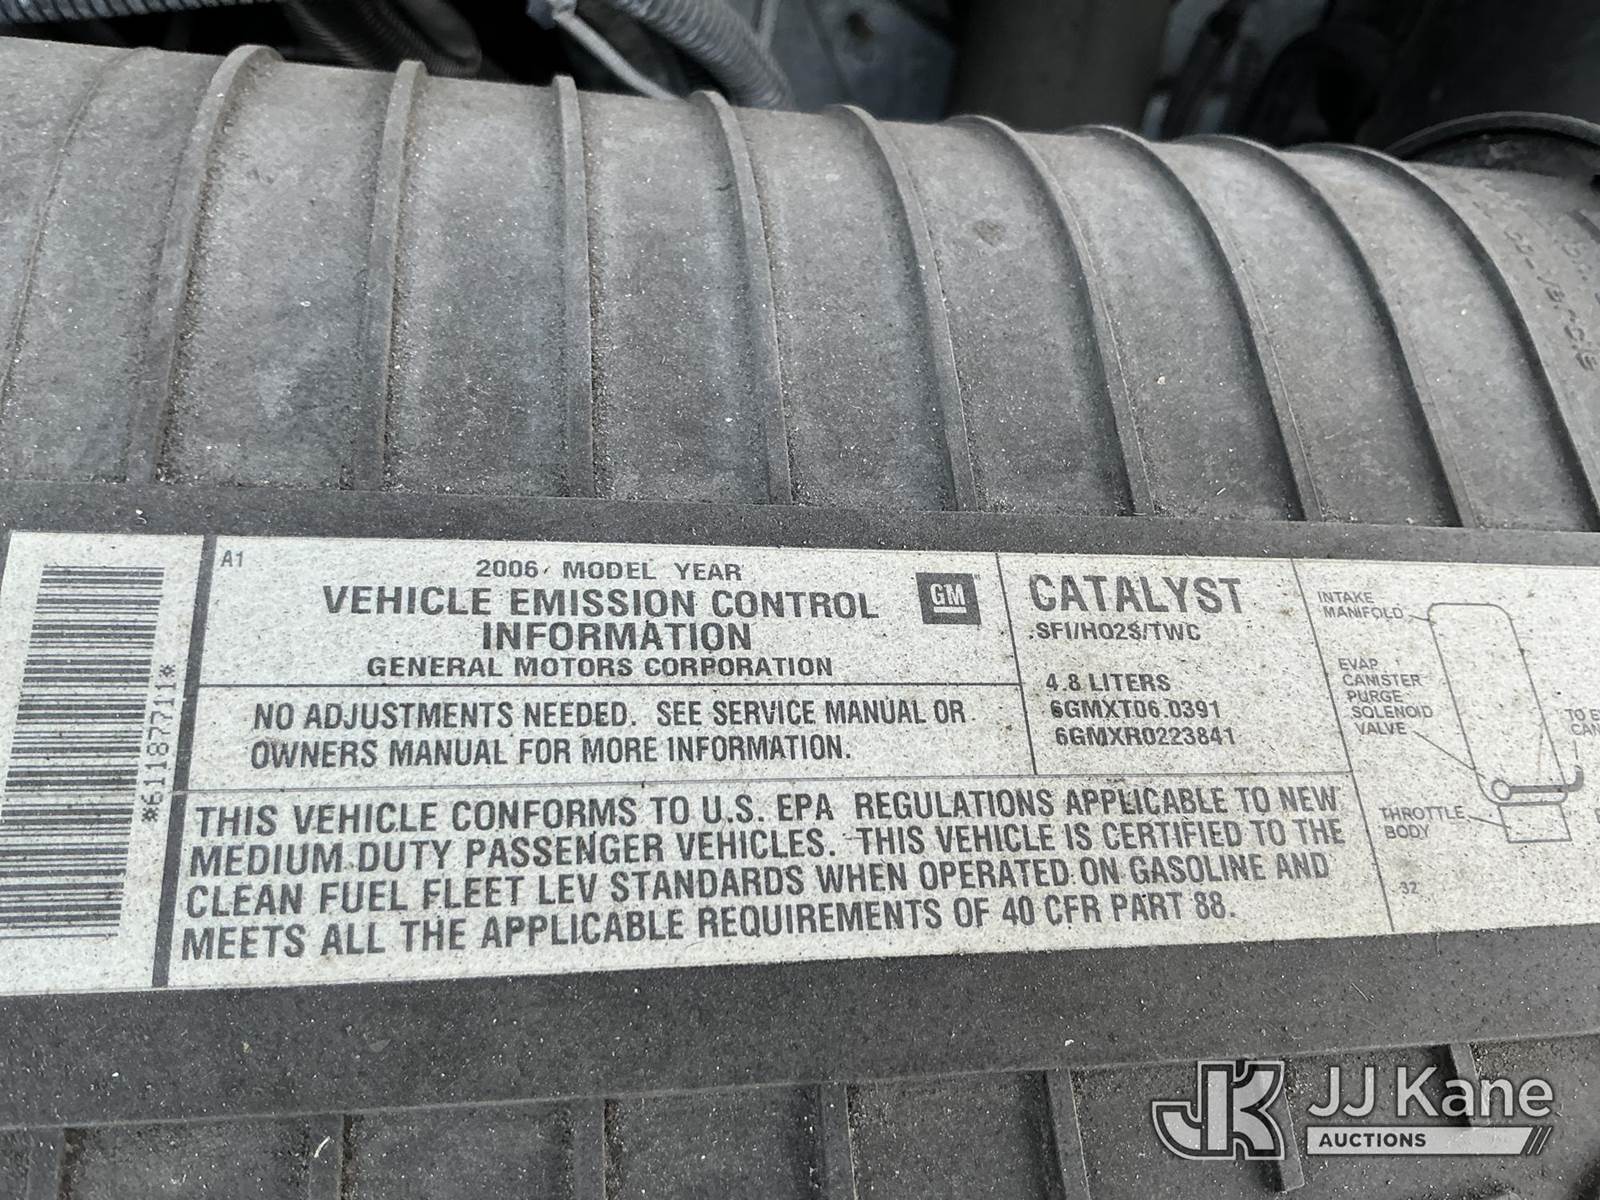 A1
2006 MODEL YEAR
VEHICLE EMISSION CONTROL
INFORMATION
GENERAL MOTORS CORPORATION
GM
NO ADJUSTMENTS NEEDED. SEE SERVICE MANUAL OR
OWNERS MANUAL FOR MORE INFORMATION.
THIS VEHICLE CONFORMS TO U.S. EPA REGULATIONS APPLICABLE TO NEW
MEDIUM DUTY PASSENGER VEHICLES. THIS VEHICLE IS CERTIFIED TO THE
CLEAN FUEL FLEET LEV STANDARDS WHEN OPERATED ON GASOLINE AND
MEETS ALL THE APPLICABLE REQUIREMENTS OF 40 CFR PART 88.
*61187711*
CATALYST
SFI/HO2S/TWC
4.8 LITERS
6GMXT06.0391
6GMXR0223841
INTAKE
MANIFOLD
EVAP
CANISTER
PURGE
SOLENOID
VALVE
TO
THROTTLE
BODY
32
JK JJ Kane
AUCTIONS